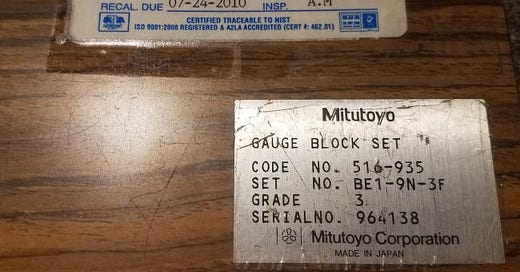 RECAL. DUE 07-24-2010 INSP. A.M
CERTIFIED TRACEABLE TO NIST
ISO 9001:2000 REGISTERED & A2LA ACCREDITED (CERT #: 462.01)
Mitutoyo
GAUGE BLOCK SET
CODE NO. 516-935
SET NO. BE1-9N-3F
GRADE 3
SERIALNO. 964138
Mitutoyo Corporation
MADE IN JAPAN